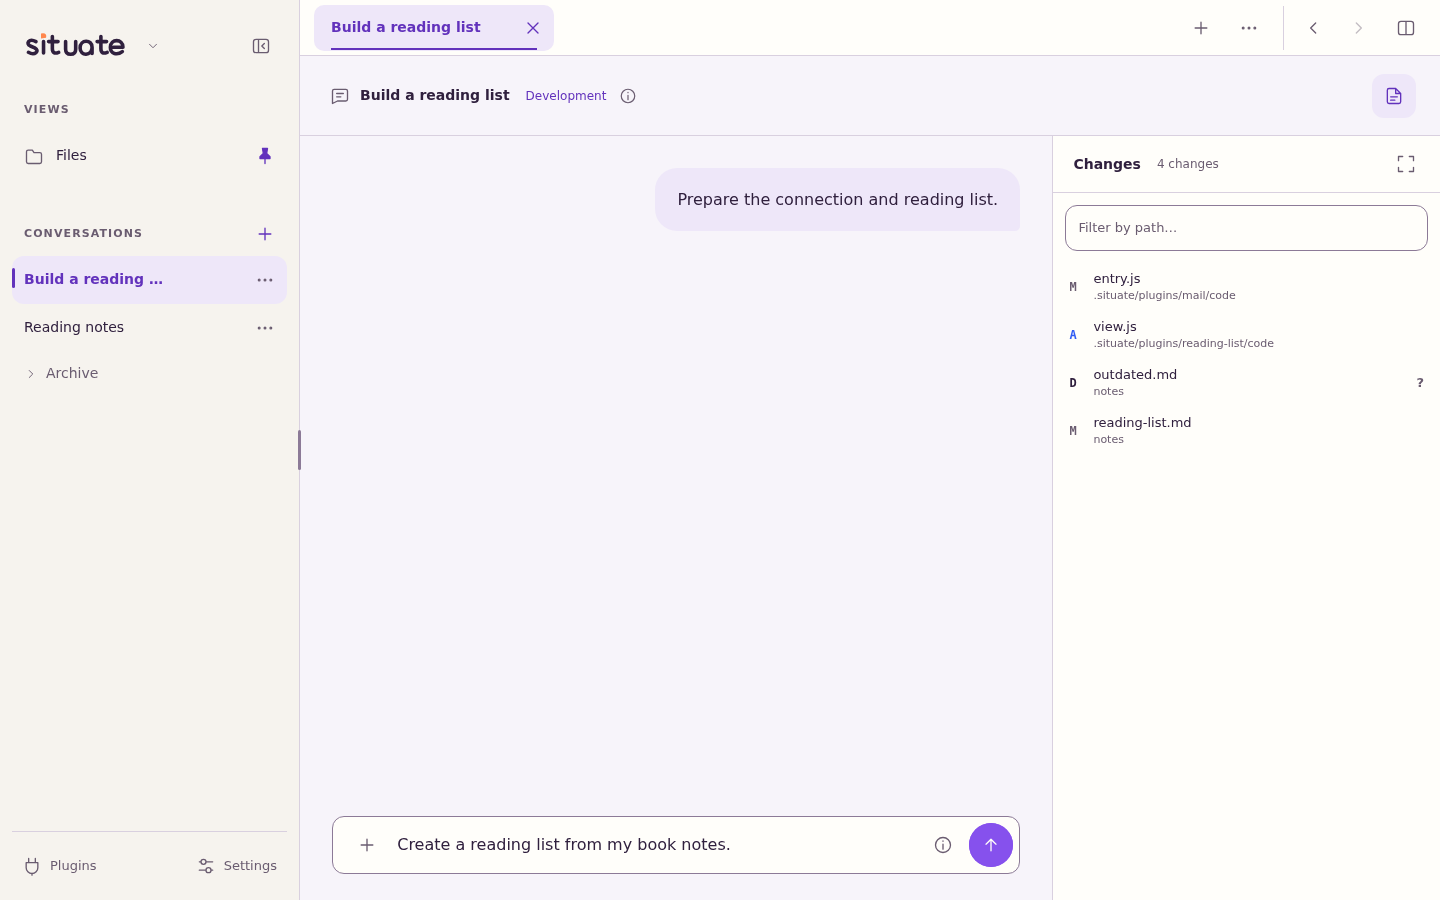 situate
VIEWS
Files
CONVERSATIONS
Build a reading ...
Reading notes
Archive
Plugins
Settings
Build a reading list
Build a reading list Development
Prepare the connection and reading list.
Create a reading list from my book notes.
Changes 4 changes
Filter by path...
M entry.js
.situate/plugins/mail/code
A view.js
.situate/plugins/reading-list/code
D outdated.md ?
notes
M reading-list.md
notes